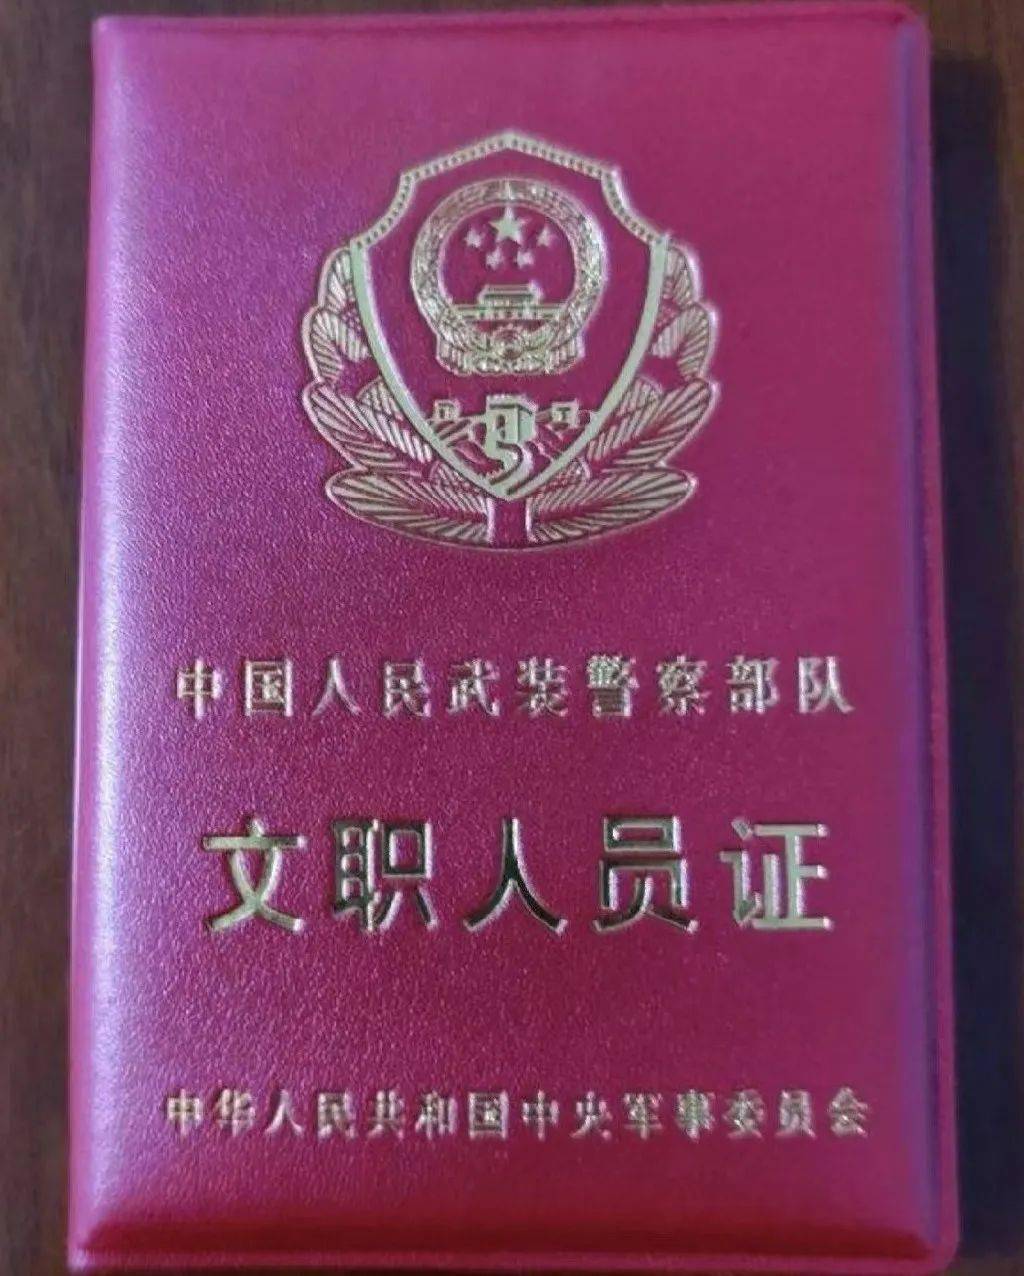 中国人民武装警察部队
文职人员证
中华人民共和国中央军事委员会